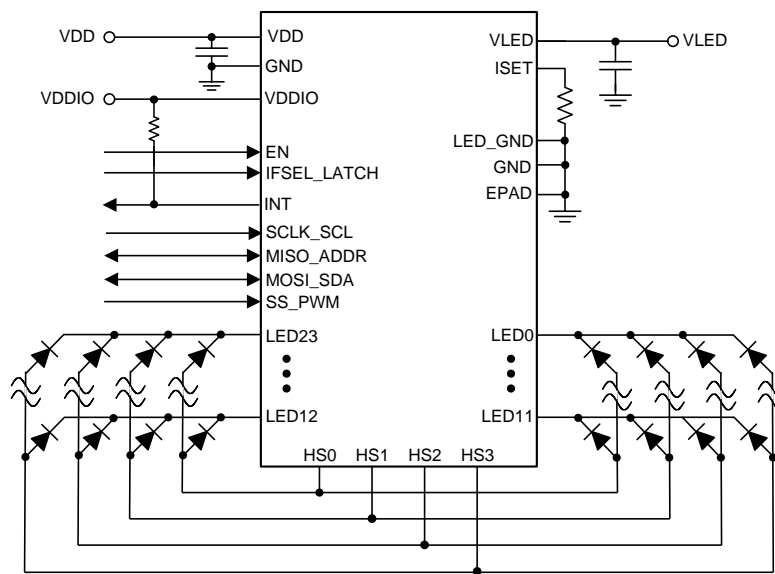 VDD
VDD
GND
VDDIO
VDDIO
EN
IFSEL_LATCH
INT
SCLK_SCL
MISO_ADDR
MOSI_SDA
SS_PWM
LED23
LED12
VLED
VLED
ISET
LED_GND
GND
EPAD
LED0
LED11
HS0
HS1
HS2
HS3